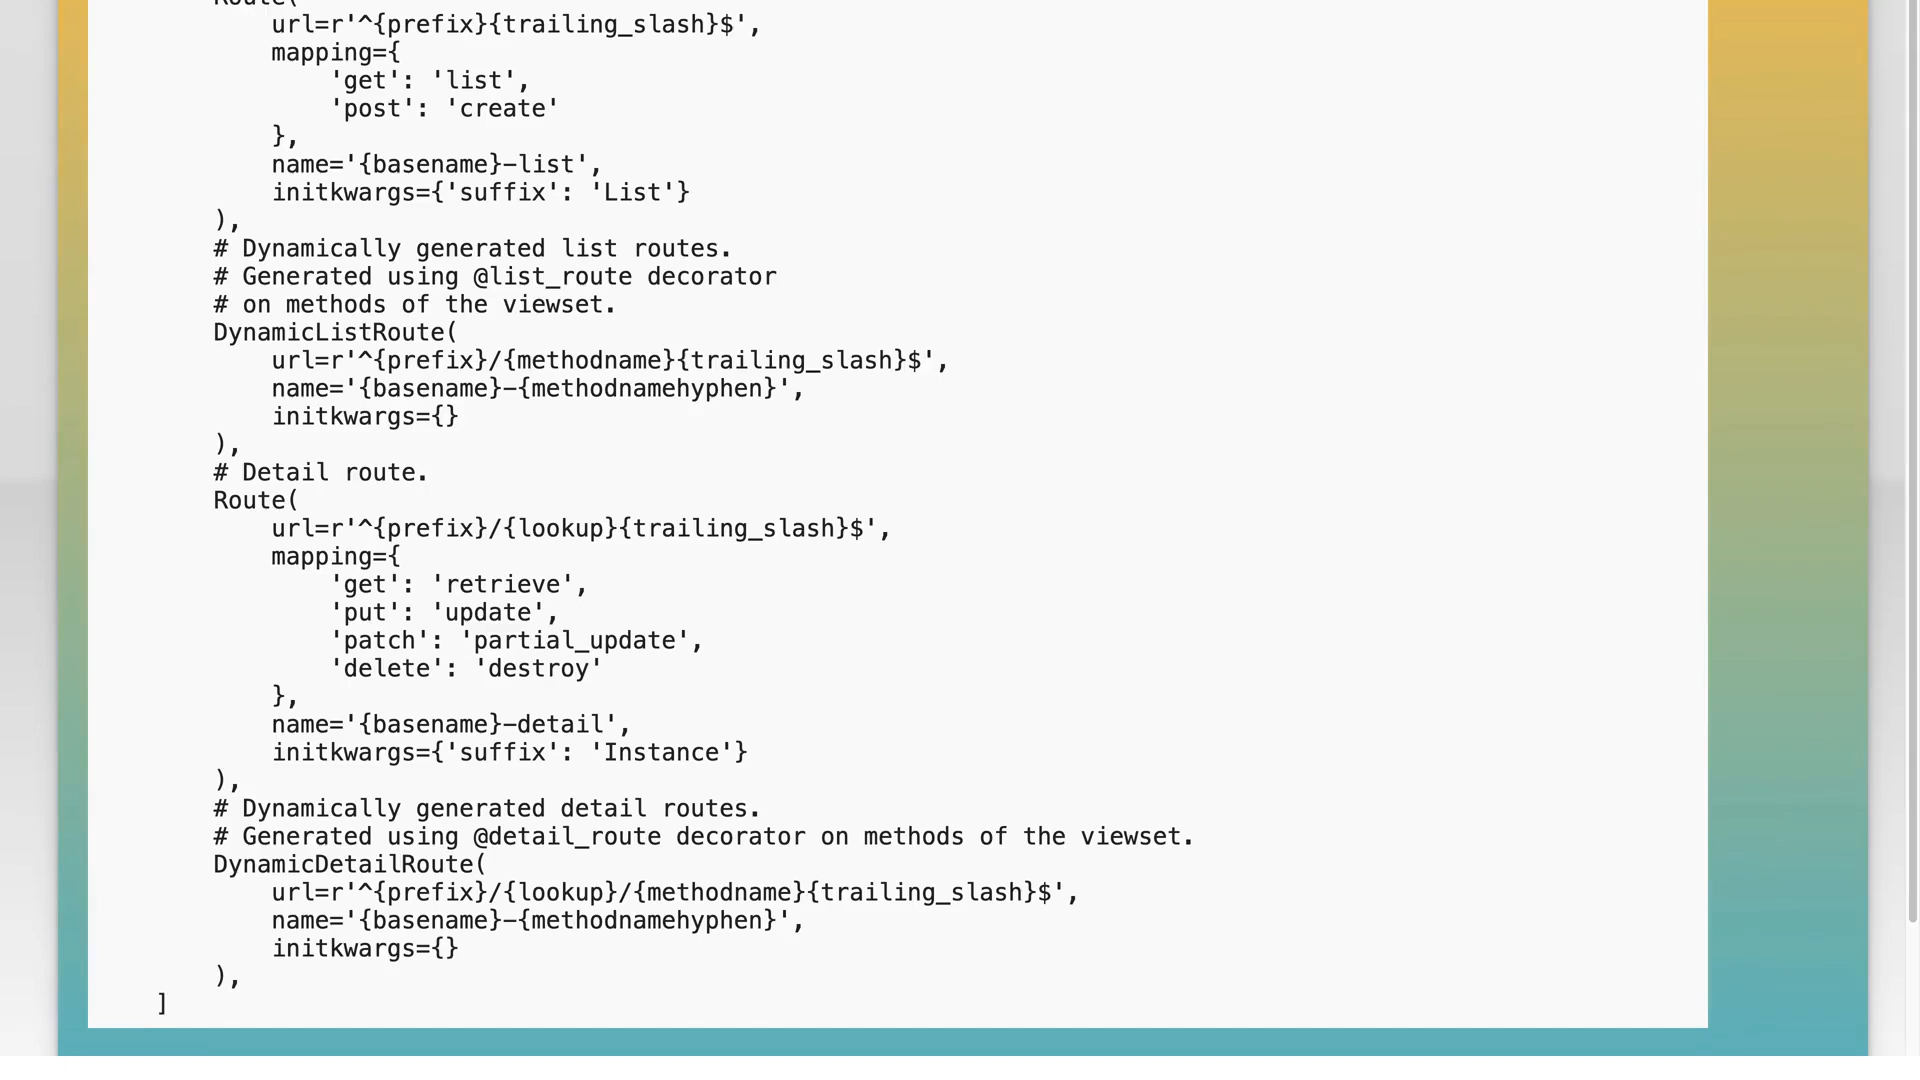 Route(
url=r'^{prefix}{trailing_slash}$',
mapping={
'get': 'list',
'post': 'create'
},
name='{basename}-list',
initkwargs={'suffix': 'List'}
),
# Dynamically generated list routes.
# Generated using @list_route decorator
# on methods of the viewset.
DynamicListRoute(
url=r'^{prefix}/{methodname}{trailing_slash}$',
name='{basename}-{methodnamehyphen}',
initkwargs={}
),
# Detail route.
Route(
url=r'^{prefix}/{lookup}{trailing_slash}$',
mapping={
'get': 'retrieve',
'put': 'update',
'patch': 'partial_update',
'delete': 'destroy'
},
name='{basename}-detail',
initkwargs={'suffix': 'Instance'}
),
# Dynamically generated detail routes.
# Generated using @detail_route decorator on methods of the viewset.
DynamicDetailRoute(
url=r'^{prefix}/{lookup}/{methodname}{trailing_slash}$',
name='{basename}-{methodnamehyphen}',
initkwargs={}
),
]